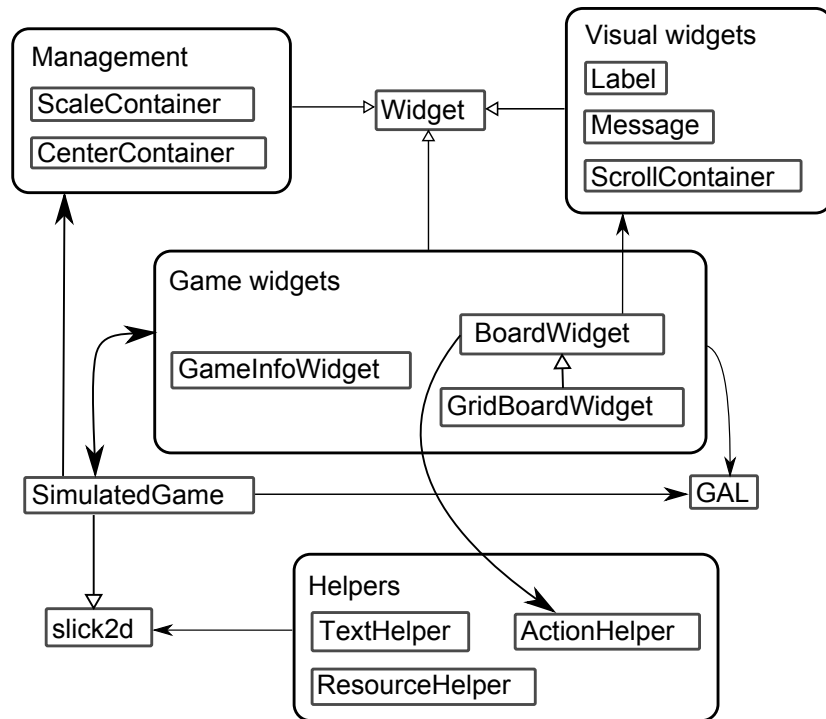 Management
ScaleContainer
CenterContainer
Widget
Visual widgets
Label
Message
ScrollContainer
Game widgets
BoardWidget
GameInfoWidget
GridBoardWidget
SimulatedGame
GAL
slick2d
Helpers
TextHelper
ActionHelper
ResourceHelper